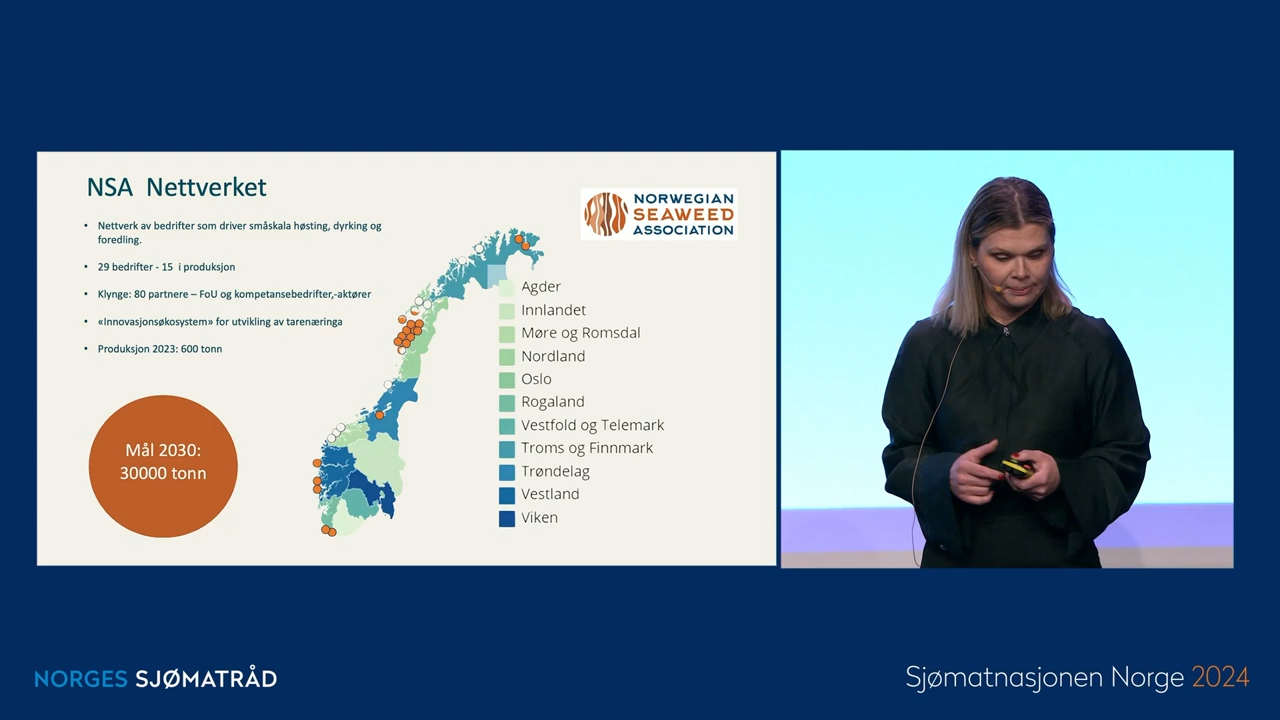 NSA Nettverket
• Nettverk av bedrifter som driver småskala høsting, dyrking og
foredling.
• 29 bedrifter - 15 i produksjon
• Klynge: 80 partnere – FoU og kompetansebedrifter,-aktører
• «Innovasjonsøkosystem» for utvikling av tarenæringa
• Produksjon 2023: 600 tonn
Mål 2030:
30000 tonn
NORWEGIAN
SEAWEED
ASSOCIATION
Agder
Innlandet
Møre og Romsdal
Nordland
Oslo
Rogaland
Vestfold og Telemark
Troms og Finnmark
Trøndelag
Vestland
Viken
NORGES SJØMATRÅD
Sjømatnasjonen Norge 2024